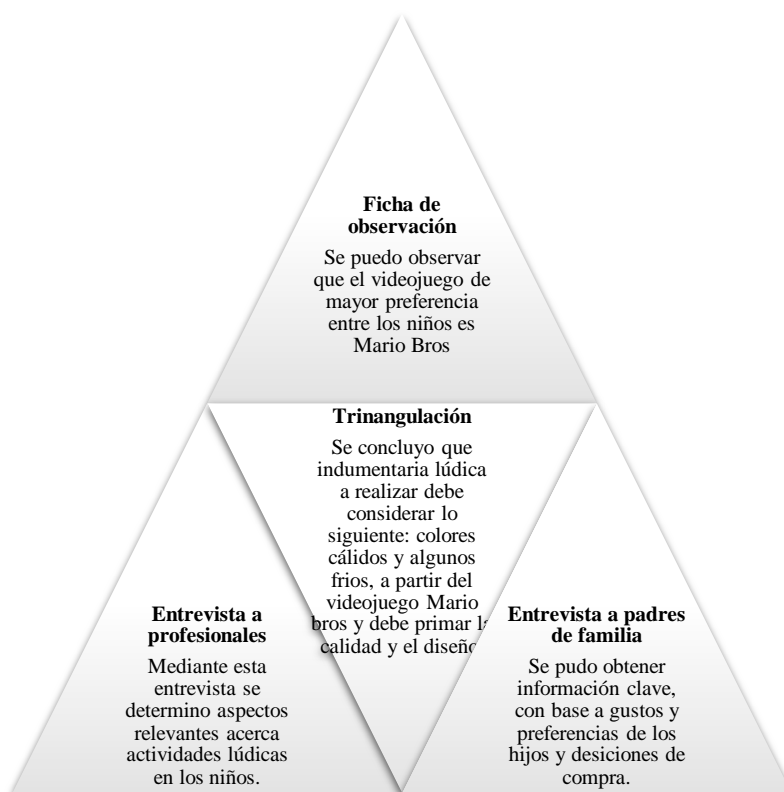 Ficha de
observación
Se puedo observar
que el videojuego de
mayor preferencia
entre los niños es
Mario Bros
Trinangulación
Se concluyo que
indumentaria lúdica
a realizar debe
considerar lo
siguiente: colores
cálidos y algunos
frios, a partir del
videojuego Mario
bros y debe primar la
calidad y el diseño
Entrevista a
profesionales
Mediante esta
entrevista se
determino aspectos
relevantes acerca
actividades lúdicas
en los niños.
Entrevista a padres
de familia
Se pudo obtener
información clave,
con base a gustos y
preferencias de los
hijos y desiciones de
compra.